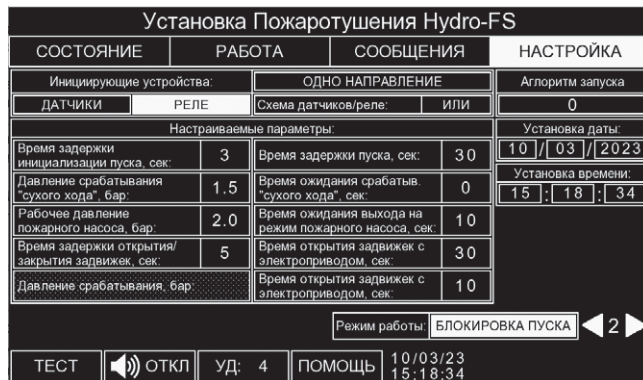 Установка Пожаротушения Hydro-FS
СОСТОЯНИЕ РАБОТА СООБЩЕНИЯ НАСТРОЙКА
Инициирующие устройства: ОДНО НАПРАВЛЕНИЕ Аглоритм запуска
ДАТЧИКИ РЕЛЕ Схема датчиков/реле: ИЛИ 0
Настраиваемые параметры: Установка даты:
10 / 03 / 2023
Время задержки
инициализации пуска, сек: 3 Время задержки пуска, сек: 30
Установка времени:
15 : 18 : 34
Давление срабатывания
"сухого хода", бар: 1.5
Время ожидания срабатыв.
"сухого хода", сек: 0
Рабочее давление
пожарного насоса, бар: 2.0
Время ожидания выхода на
режим пожарного насоса, сек: 10
Время задержки открытия/
закрытия задвижек, сек: 5
Время открытия задвижек с
электроприводом, сек: 30
Давление срабатывания, бар:
Время открытия задвижек с
электроприводом, сек: 10
Режим работы: БЛОКИРОВКА ПУСКА 2
ТЕСТ ОТКЛ УД: 4 ПОМОЩЬ 10/03/23
15:18:34